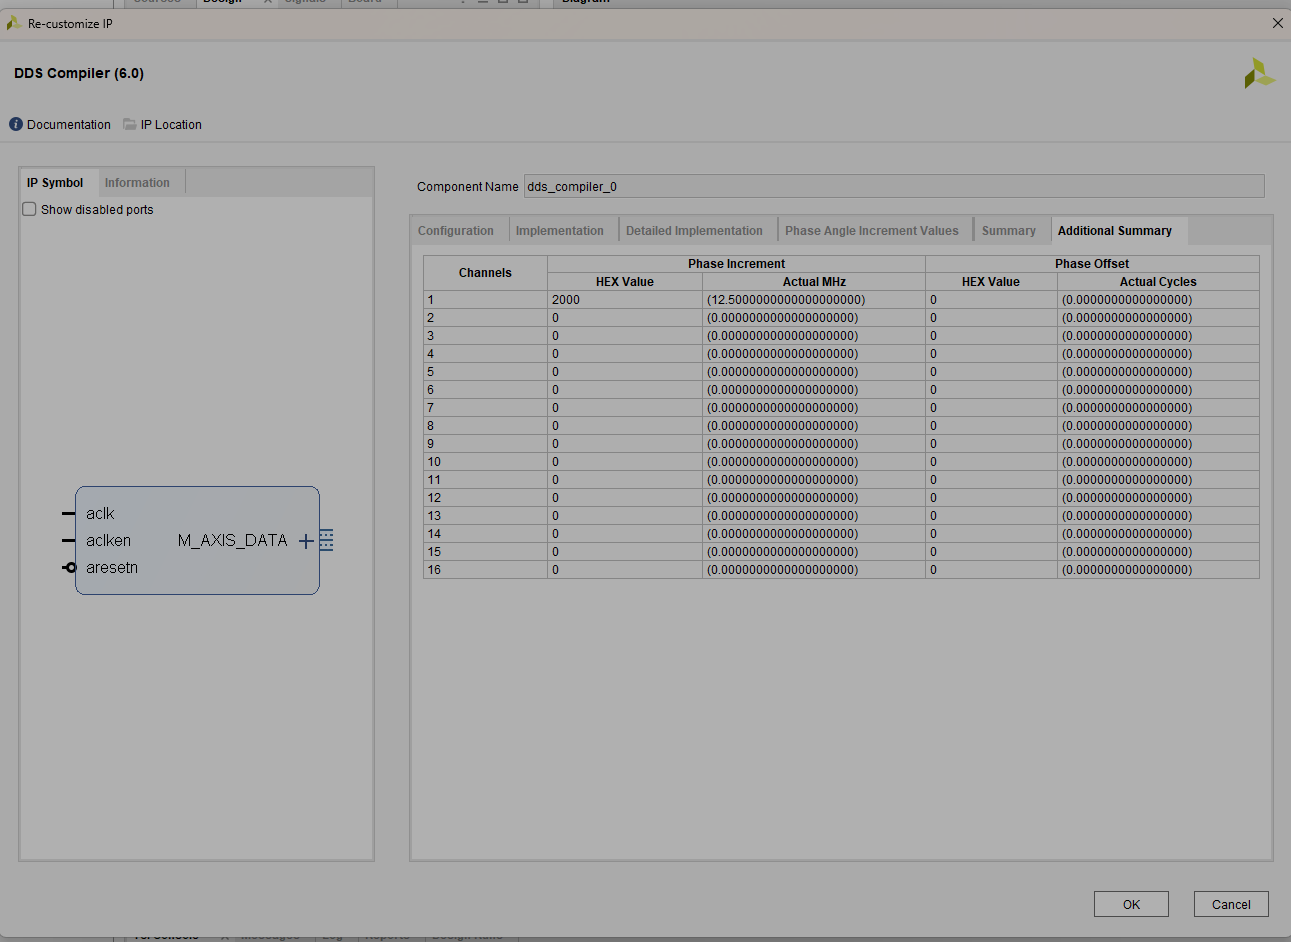 Design
Diagram
Re-customize IP
DDS Compiler (6.0)
Documentation IP Location
IP Symbol Information
Show disabled ports
aclk
aclken M_AXIS_DATA
aresetn
Component Name dds_compiler_0
Configuration Implementation Detailed Implementation Phase Angle Increment Values Summary Additional Summary
Channels Phase Increment Phase Offset
HEX Value Actual MHz HEX Value Actual Cycles
1 2000 (12.5000000000000000000) 0 (0.0000000000000000)
2 0 (0.0000000000000000000) 0 (0.0000000000000000)
3 0 (0.0000000000000000000) 0 (0.0000000000000000)
4 0 (0.0000000000000000000) 0 (0.0000000000000000)
5 0 (0.0000000000000000000) 0 (0.0000000000000000)
6 0 (0.0000000000000000000) 0 (0.0000000000000000)
7 0 (0.0000000000000000000) 0 (0.0000000000000000)
8 0 (0.0000000000000000000) 0 (0.0000000000000000)
9 0 (0.0000000000000000000) 0 (0.0000000000000000)
10 0 (0.0000000000000000000) 0 (0.0000000000000000)
11 0 (0.0000000000000000000) 0 (0.0000000000000000)
12 0 (0.0000000000000000000) 0 (0.0000000000000000)
13 0 (0.0000000000000000000) 0 (0.0000000000000000)
14 0 (0.0000000000000000000) 0 (0.0000000000000000)
15 0 (0.0000000000000000000) 0 (0.0000000000000000)
16 0 (0.0000000000000000000) 0 (0.0000000000000000)
OK Cancel